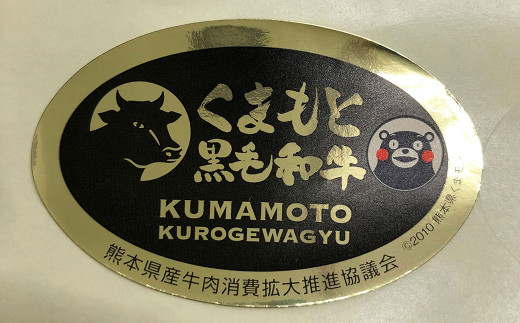 くまもと
黒毛和牛
KUMAMOTO
KUROGEWAGYU
熊本県産牛肉消費拡大推進協議会
©2010 熊本県くまモン